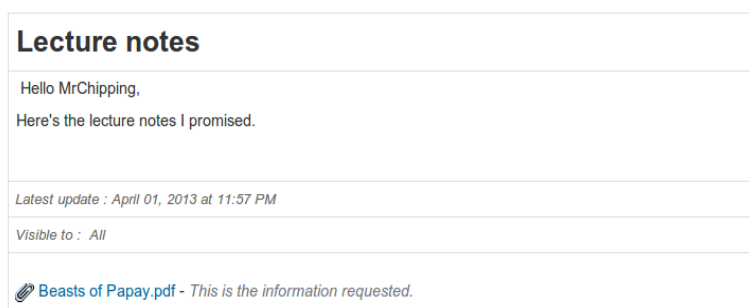 Lecture notes
Hello MrChipping,
Here's the lecture notes I promised.
Latest update : April 01, 2013 at 11:57 PM
Visible to : All
Beasts of Papay.pdf - This is the information requested.